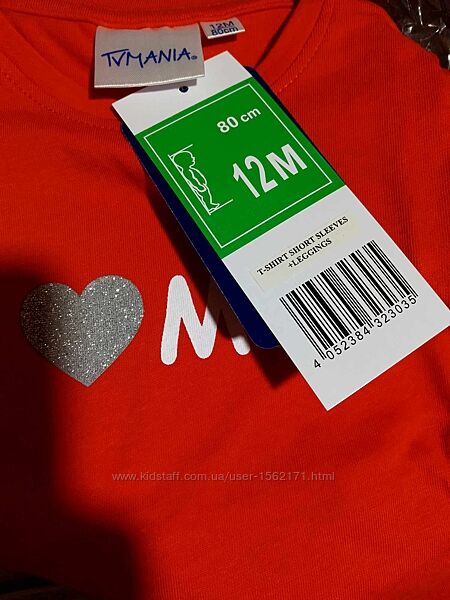 TVMANIA®
12M
80cm
80 cm
12M
T-SHIRT SHORT SLEEVES
+LEGGINGS
4 052384 323035
M
www.kidstaff.com.ua/user-1562171.html